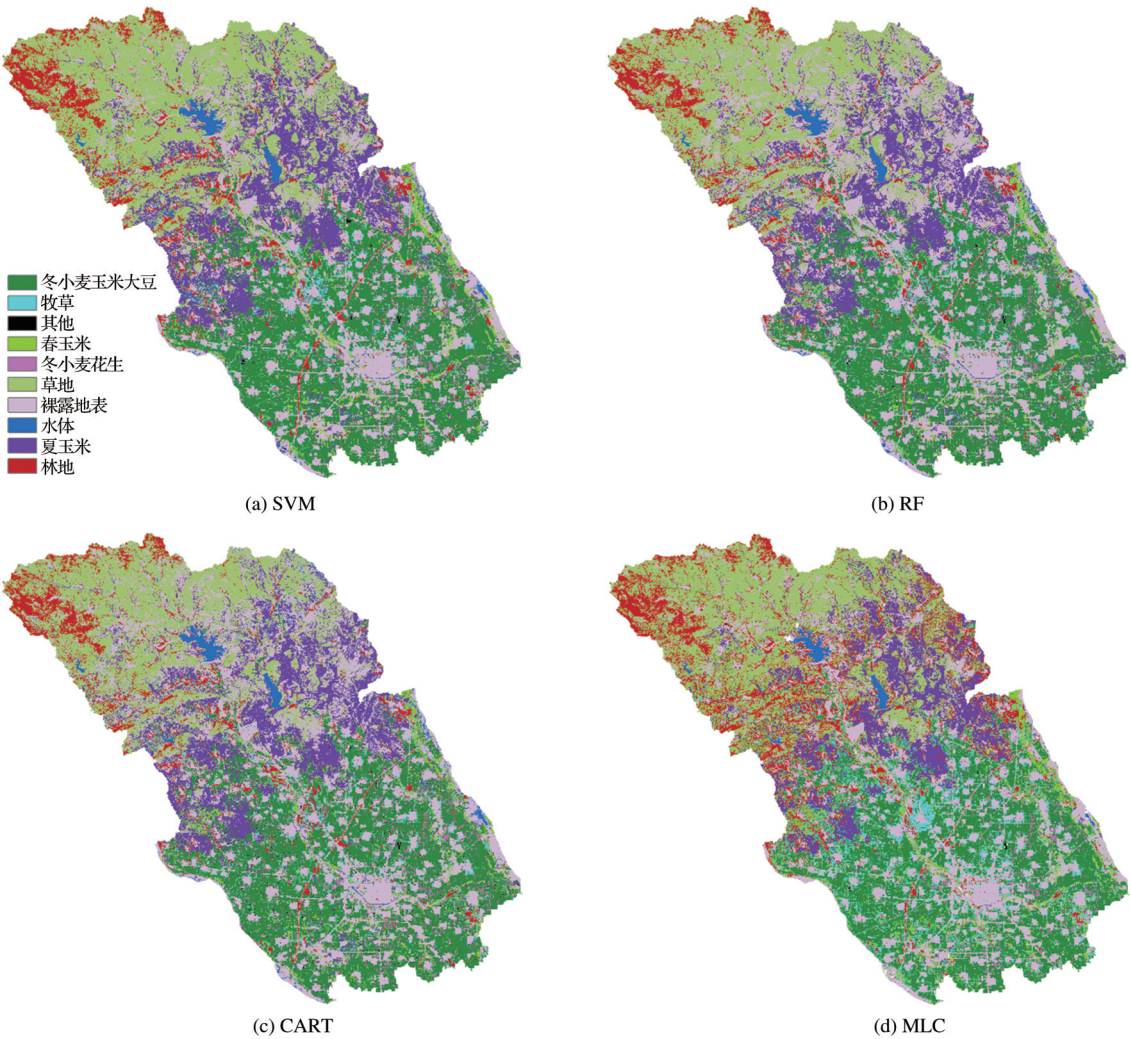 冬小麦玉米大豆
牧草
其他
春玉米
冬小麦花生
草地
裸露地表
水体
夏玉米
林地
(a) SVM
(b) RF
(c) CART
(d) MLC